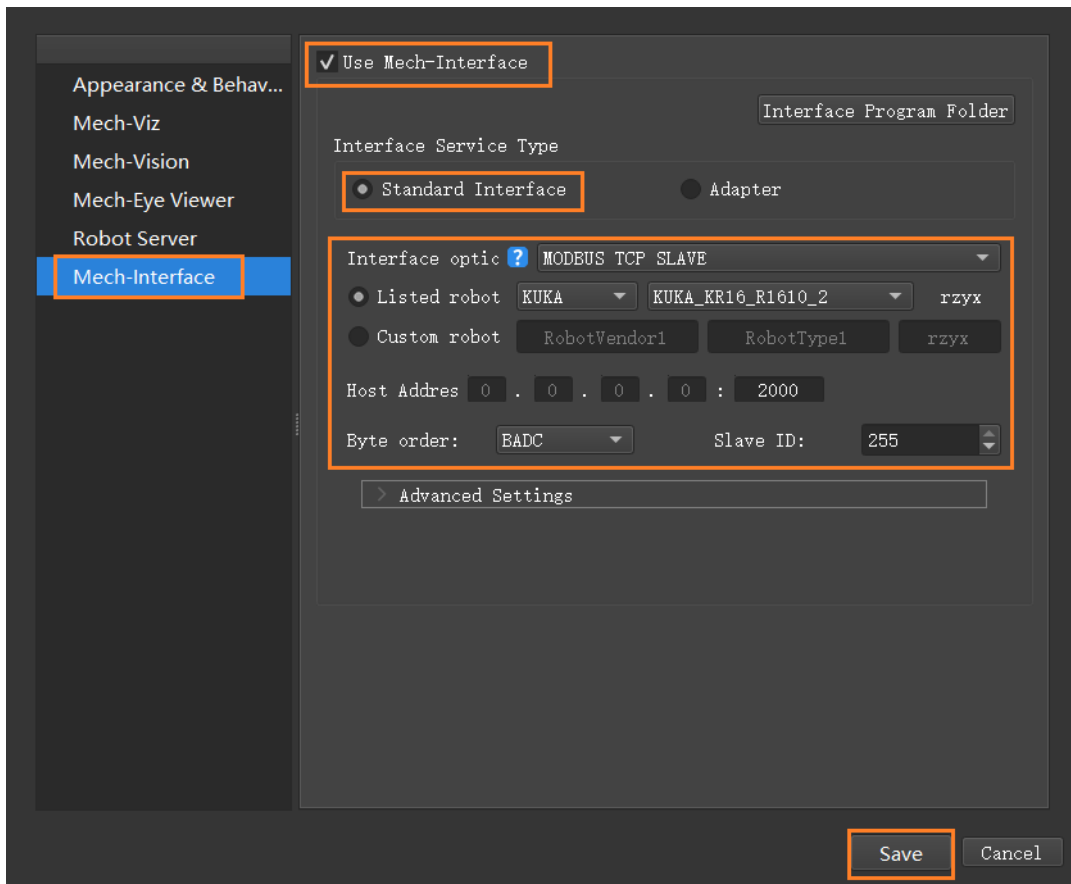 Appearance & Behav...
Mech-Viz
Mech-Vision
Mech-Eye Viewer
Robot Server
Mech-Interface
Use Mech-Interface
Interface Program Folder
Interface Service Type
Standard Interface Adapter
Interface optic ? MODBUS TCP SLAVE
Listed robot KUKA KUKA_KR16_R1610_2 rzyx
Custom robot RobotVendor1 RobotType1 rzyx
Host Addres 0 . 0 . 0 . 0 : 2000
Byte order: BADC Slave ID: 255
> Advanced Settings
Save Cancel